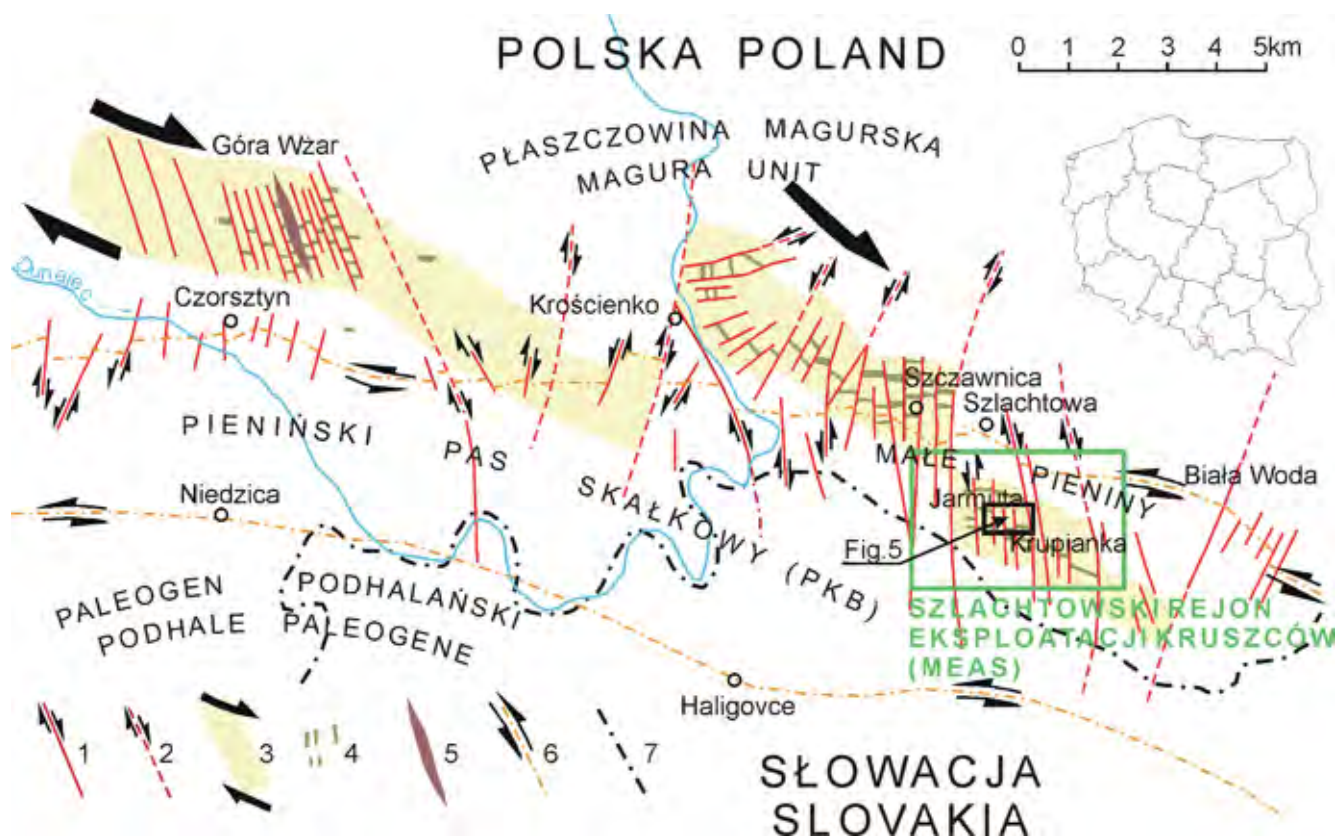 POLSKA POLAND
0 1 2 3 4 5km
PŁASZCZOWINA MAGURSKA
MAGURA UNIT
Góra Wżar
Dunajec
Czorsztyn
Krościenko
Szczawnica
Szlachtowa
PIENIŃSKI PAS SKAŁKOWY (PKB)
MAŁE PIENINY
Biała Woda
Niedzica
Jarmuta
Fig.5
Krupianka
PALEOGEN PODHALAŃSKI
PODHALE PALEOGENE
SZLACHTOWSKI REJON
EKSPLOATACJI KRUSZCÓW
(MEAS)
Haligovce
1 2 3 4 5 6 7
SŁOWACJA
SLOVAKIA